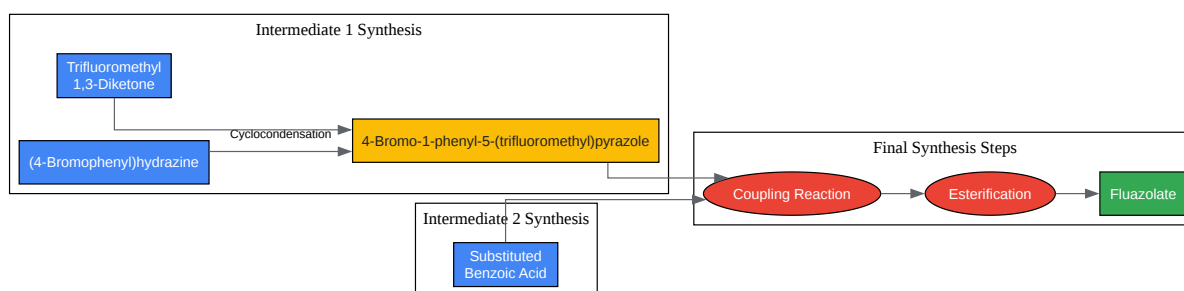 Intermediate 1 Synthesis
Trifluoromethyl
1,3-Diketone
Cyclocondensation
(4-Bromophenyl)hydrazine
4-Bromo-1-phenyl-5-(trifluoromethyl)pyrazole
Intermediate 2 Synthesis
Substituted
Benzoic Acid
Final Synthesis Steps
Coupling Reaction
Esterification
Fluazolate